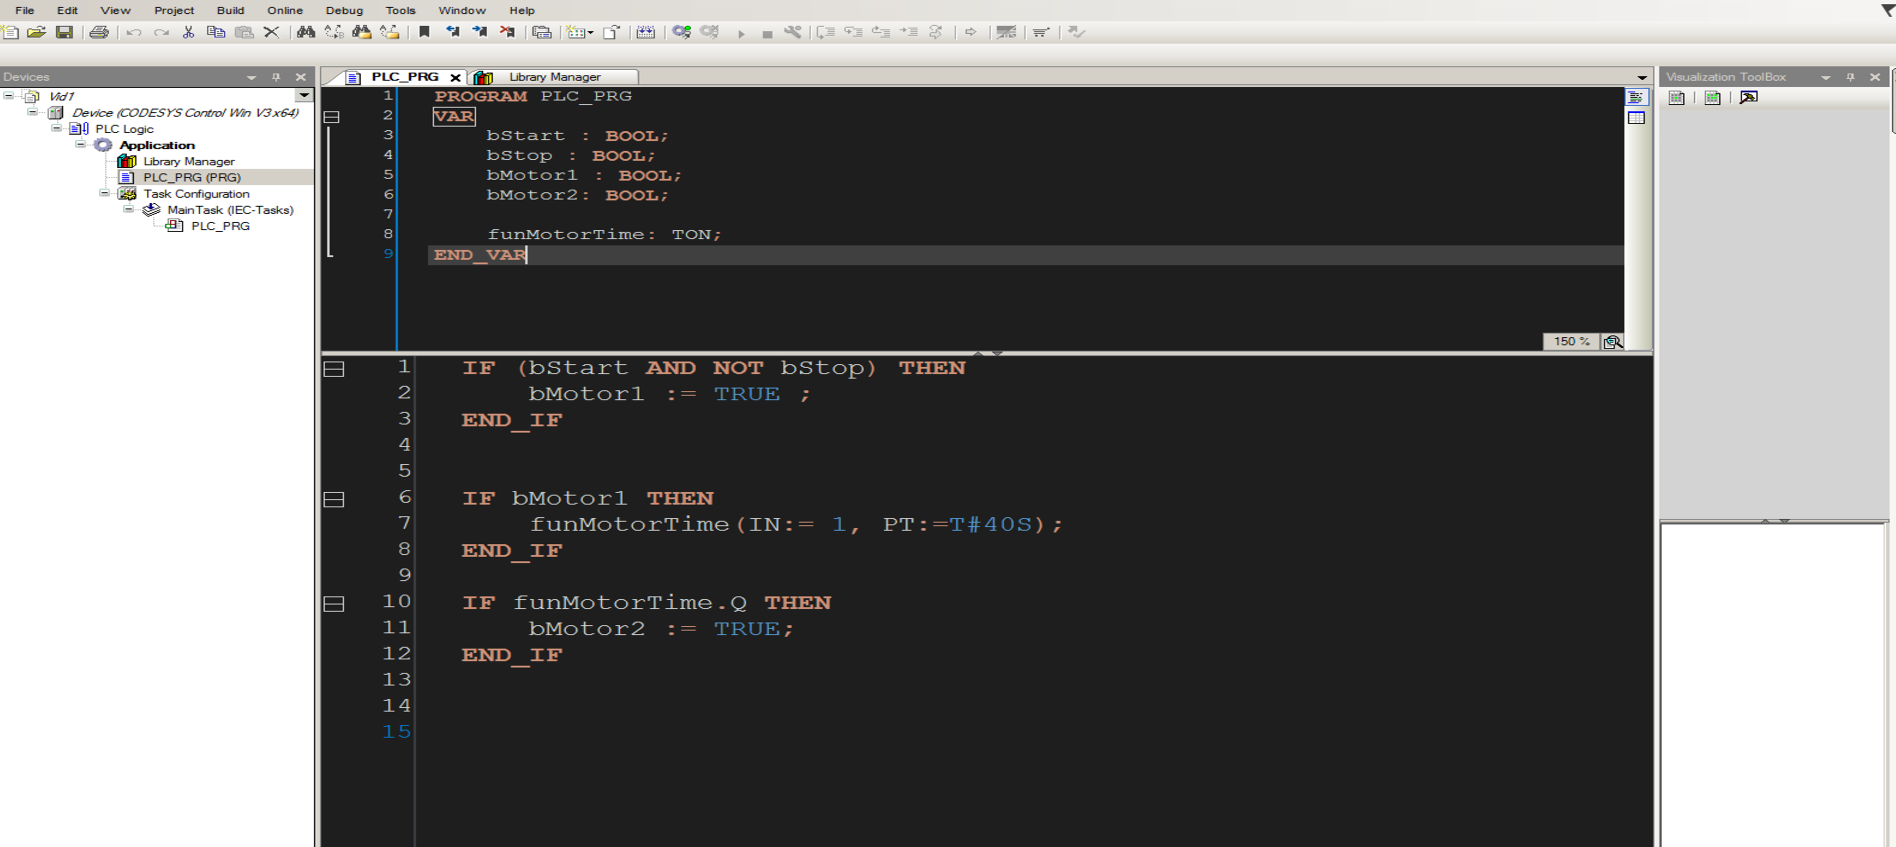 File Edit View Project Build Online Debug Tools Window Help
Devices
Vid1
Device (CODESYS Control Win V3 x64)
PLC Logic
Application
Library Manager
PLC_PRG (PRG)
Task Configuration
MainTask (IEC-Tasks)
PLC_PRG
PLC_PRG Library Manager
1 PROGRAM PLC_PRG
2 VAR
3 bStart : BOOL;
4 bStop : BOOL;
5 bMotor1 : BOOL;
6 bMotor2: BOOL;
7
8 funMotorTime: TON;
9 END_VAR
150 %
1 IF (bStart AND NOT bStop) THEN
2 bMotor1 := TRUE ;
3 END_IF
4
5
6 IF bMotor1 THEN
7 funMotorTime(IN:= 1, PT:=T#40S);
8 END_IF
9
10 IF funMotorTime.Q THEN
11 bMotor2 := TRUE;
12 END_IF
13
14
15
Visualization ToolBox